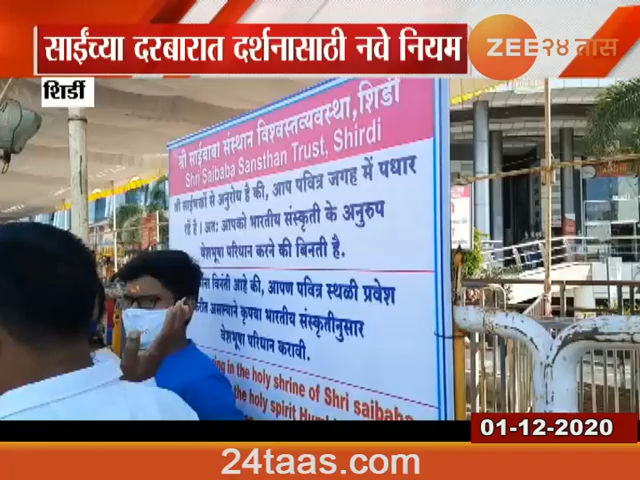 साईंच्या दरबारात दर्शनासाठी नवे नियम
ZEE २४ तास
शिर्डी
श्री साईबाबा संस्थान विश्वस्तव्यवस्था, शिर्डी
Shri Saibaba Sansthan Trust, Shirdi
श्री साईभक्तो से अनुरोध है की, आप पवित्र जगह में पधार
रहें है। अतः आपको भारतीय संस्कृती के अनुरुप
वेशभूषा परिधान करने की बिनती है.
विनंती आहे की, आपण पवित्र स्थळी प्रवेश
असल्याने कृपया भारतीय संस्कृतीनुसार
वेशभूषा परिधान करावी.
in the holy shrine of Shri saibaba
the holy spirit
01-12-2020
24taas.com